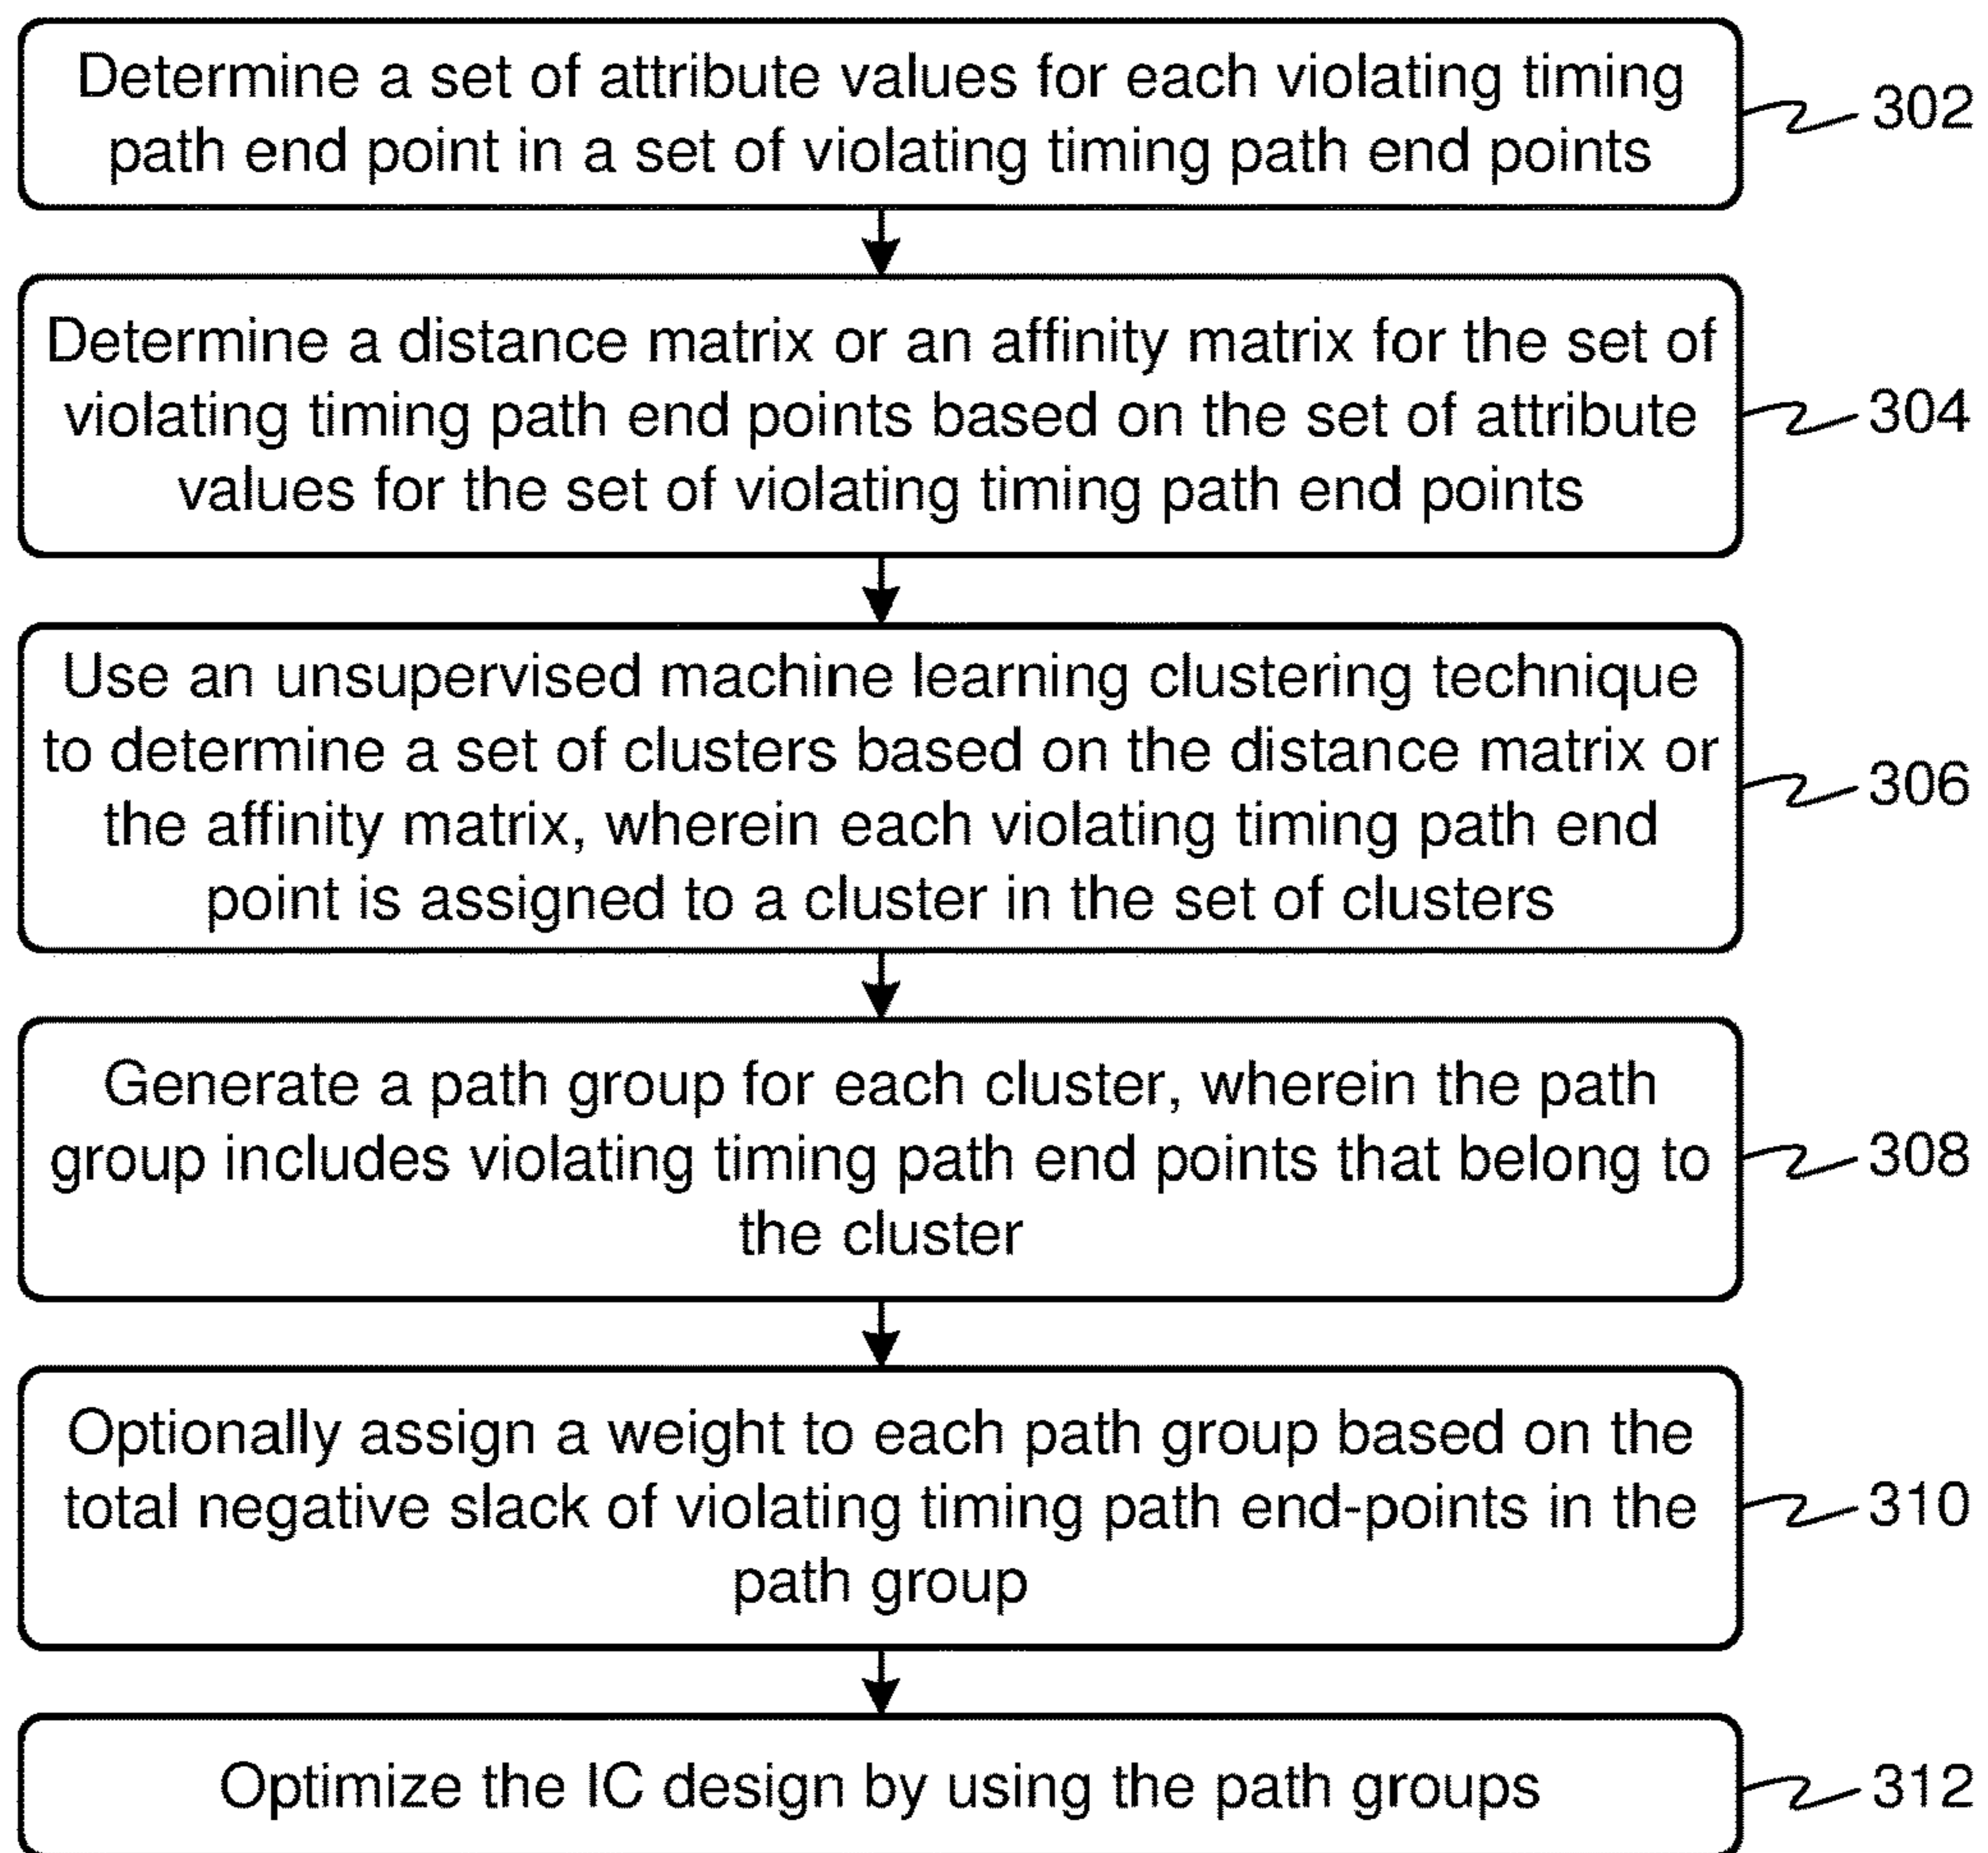 Determine a set of attribute values for each violating timing
path end point in a set of violating timing path end points
302
Determine a distance matrix or an affinity matrix for the set of
violating timing path end points based on the set of attribute
values for the set of violating timing path end points
304
Use an unsupervised machine learning clustering technique
to determine a set of clusters based on the distance matrix or
the affinity matrix, wherein each violating timing path end
point is assigned to a cluster in the set of clusters
306
Generate a path group for each cluster, wherein the path
group includes violating timing path end points that belong to
the cluster
308
Optionally assign a weight to each path group based on the
total negative slack of violating timing path end-points in the
path group
310
Optimize the IC design by using the path groups
312